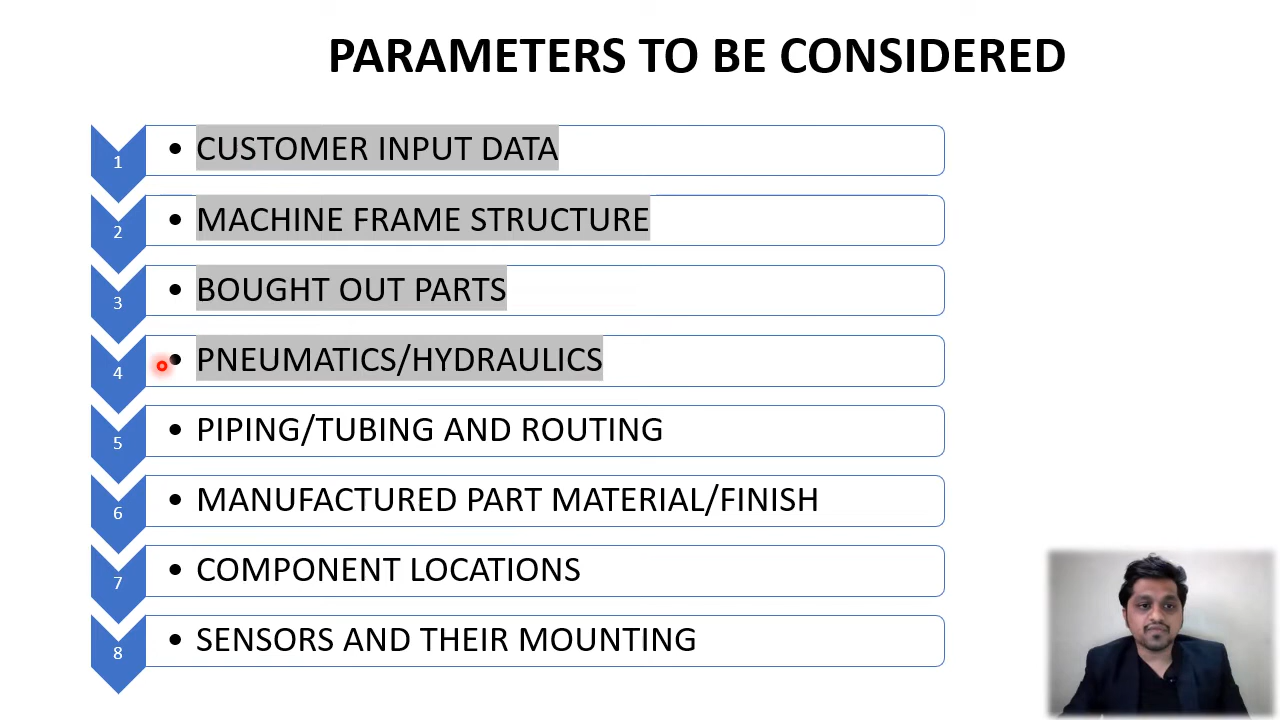 PARAMETERS TO BE CONSIDERED
1 • CUSTOMER INPUT DATA
2 • MACHINE FRAME STRUCTURE
3 • BOUGHT OUT PARTS
4 • PNEUMATICS/HYDRAULICS
5 • PIPING/TUBING AND ROUTING
6 • MANUFACTURED PART MATERIAL/FINISH
7 • COMPONENT LOCATIONS
8 • SENSORS AND THEIR MOUNTING